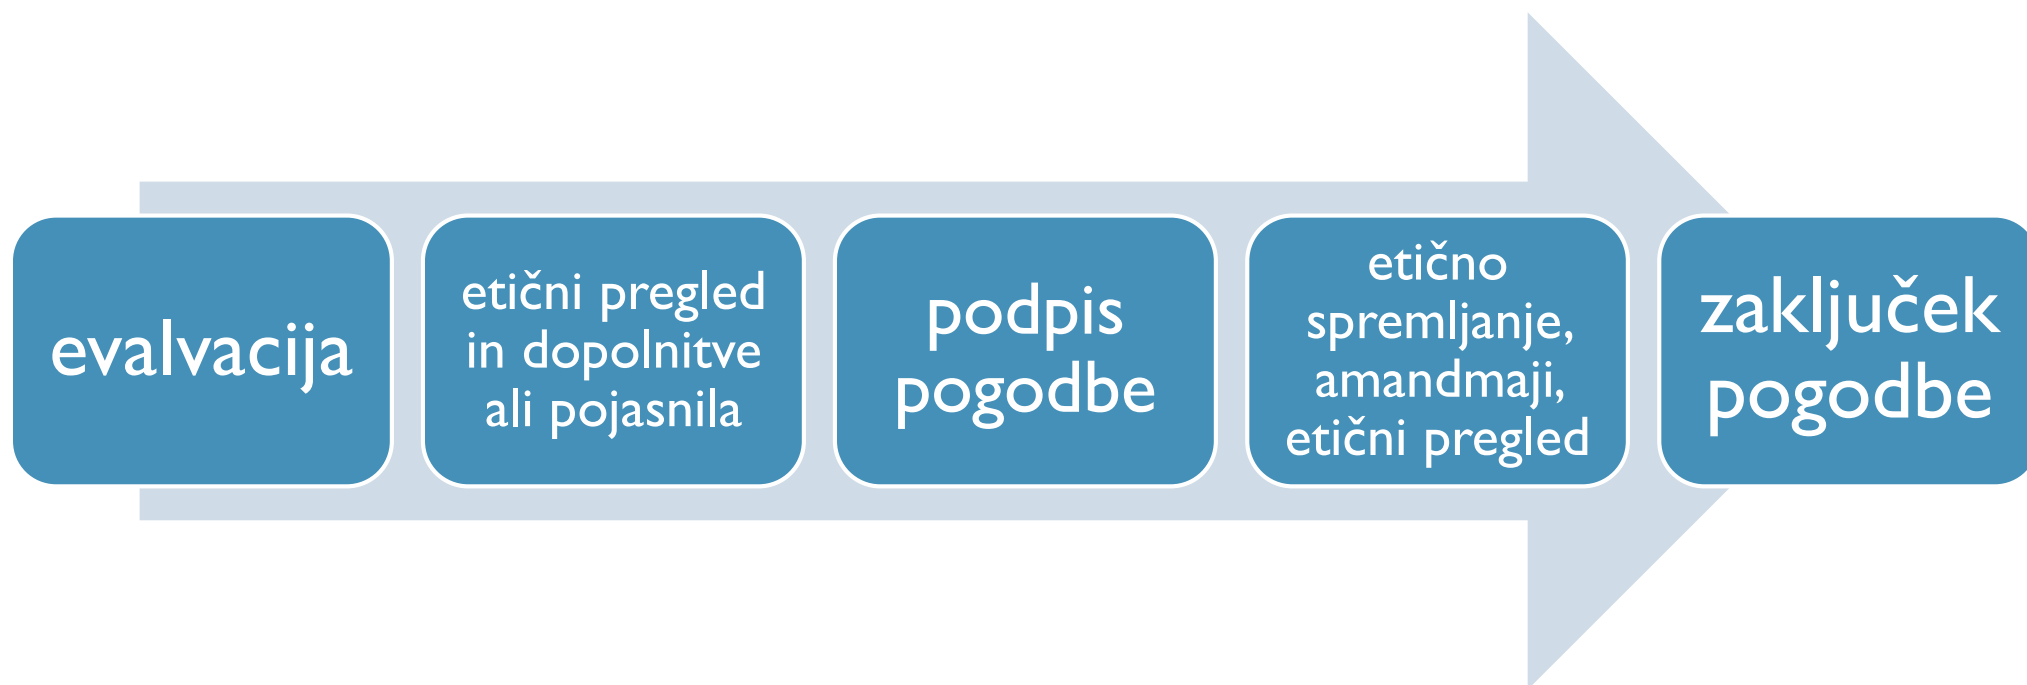 evalvacija
etični pregled
in dopolnitve
ali pojasnila
podpis
pogodbe
etično
spremljanje,
amandmaji,
etični pregled
zaključek
pogodbe